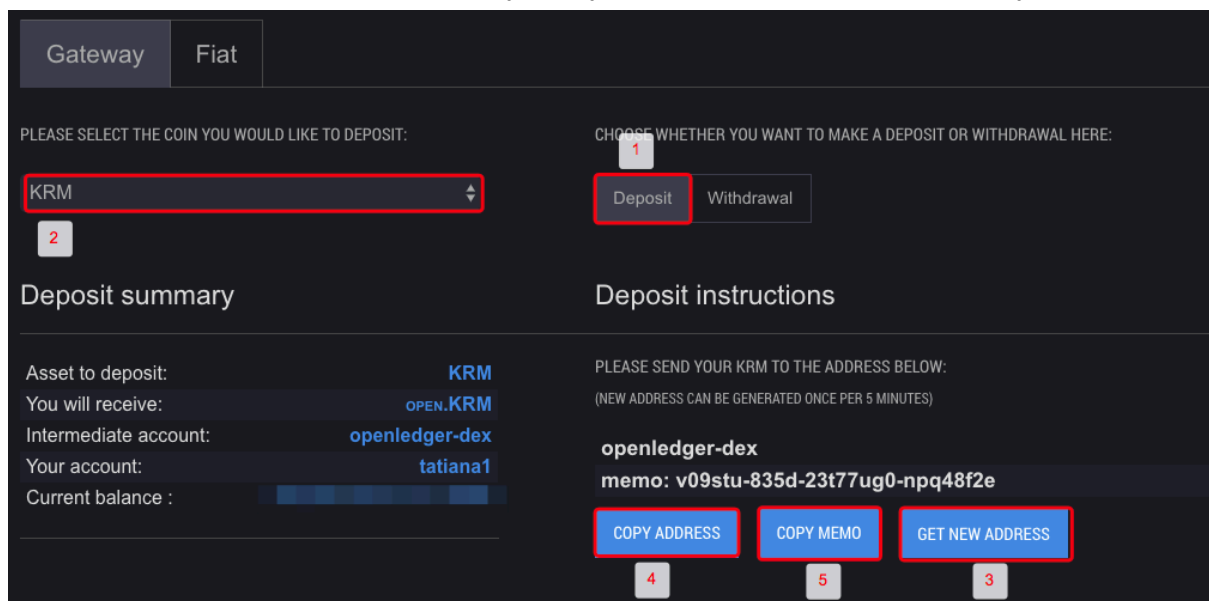 Gateway Fiat
PLEASE SELECT THE COIN YOU WOULD LIKE TO DEPOSIT:
KRM
2
CHOOSE WHETHER YOU WANT TO MAKE A DEPOSIT OR WITHDRAWAL HERE:
1
Deposit Withdrawal
Deposit summary
Asset to deposit: KRM
You will receive: OPEN.KRM
Intermediate account: openledger-dex
Your account: tatiana1
Current balance :
Deposit instructions
PLEASE SEND YOUR KRM TO THE ADDRESS BELOW:
(NEW ADDRESS CAN BE GENERATED ONCE PER 5 MINUTES)
openledger-dex
memo: v09stu-835d-23t77ug0-npq48f2e
COPY ADDRESS COPY MEMO GET NEW ADDRESS
4 5 3